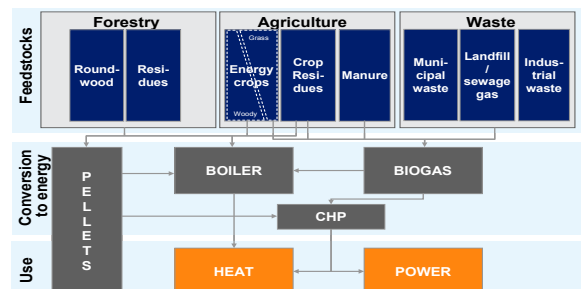 Forestry
Agriculture
Waste
Feedstocks
Round-
wood
Resi-
dues
Grass
Energy
crops
Woody
Crop
Resi-
dues
Manure
Muni-
cipal
waste
Landfill
/
sewage
gas
Indus-
trial
waste
Conversion
to energy
PELLETS
BOILER
BIOGAS
CHP
Use
HEAT
POWER